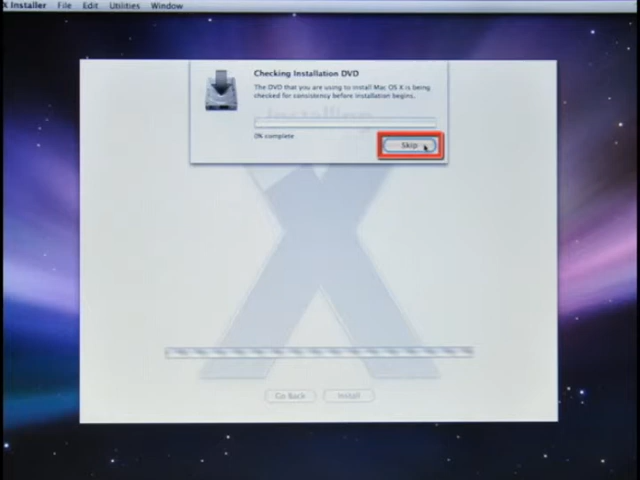 X Installer File Edit Utilities Window
Checking Installation DVD
The DVD that you are using to install Mac OS X is being
checked for consistency before installation begins.
0% complete
Skip
Go Back Install